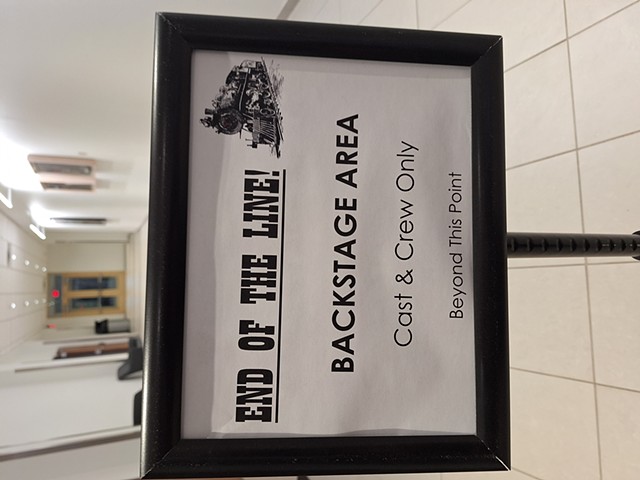 END OF THE LINE!
BACKSTAGE AREA
Cast & Crew Only
Beyond This Point